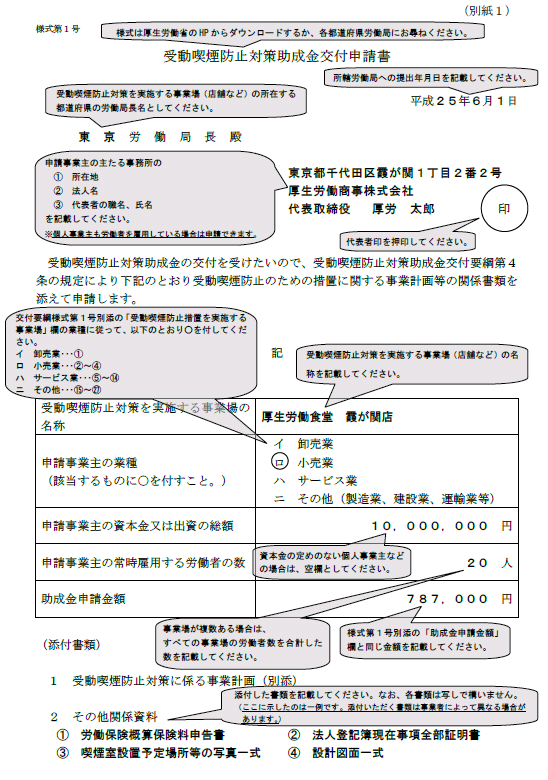 （別紙１）
様式第１号
様式は厚生労働省のHPからダウンロードするか、各都道府県労働局にお尋ねください。
受動喫煙防止対策助成金交付申請書
所轄労働局への提出年月日を記載してください。
平成２５年６月１日
受動喫煙防止対策を実施する事業場（店舗など）の所在する
都道府県の労働局長名としてください。
東 京 労 働 局 長 殿
申請事業主の主たる事務所の
① 所在地
② 法人名
③ 代表者の職名、氏名
を記載してください。
※個人事業主も労働者を雇用している場合は申請できます。
東京都千代田区霞が関１丁目２番２号
厚生労働商事株式会社
代表取締役 厚労 太郎
印
代表者印を押印してください。
受動喫煙防止対策助成金の交付を受けたいので、受動喫煙防止対策助成金交付要綱第４
条の規定により下記のとおり受動喫煙防止のための措置に関する事業計画等の関係書類を
添えて申請します。
交付要綱様式第１号別添の「受動喫煙防止措置を実施する
事業場」欄の業種に従って、以下のとおり〇を付してくだ
さい。
イ 卸売業･･･①
ロ 小売業･･･②～④
ハ サービス業･･･⑤～⑭
ニ その他･･･⑮～㉗
記
受動喫煙防止対策を実施する事業場（店舗など）の名
称を記載してください。
受動喫煙防止対策を実施する事業場の
名称
厚生労働食堂 霞が関店
申請事業主の業種
（該当するものに〇を付すこと。）
イ 卸売業
ロ 小売業
ハ サービス業
ニ その他（製造業、建設業、運輸業等）
申請事業主の資本金又は出資の総額
１０，０００，０００ 円
資本金の定めのない個人事業主など
の場合は、空欄としてください。
申請事業主の常時雇用する労働者の数
２０ 人
助成金申請金額
７８７，０００ 円
事業場が複数ある場合は、
すべての事業場の労働者数を合計した
数を記載してください。
様式第１号別添の「助成金申請金額」
欄と同じ金額を記載してください。
（添付書類）
１ 受動喫煙防止対策に係る事業計画（別添）
添付した書類を記載してください。なお、各書類は写しで構いません。
（ここに示したのは一例です。添付いただく書類は事業者によって異なる場合が
あります。）
２ その他関係資料
① 労働保険概算保険料申告書
② 法人登記簿現在事項全部証明書
③ 喫煙室設置予定場所等の写真一式
④ 設計図面一式